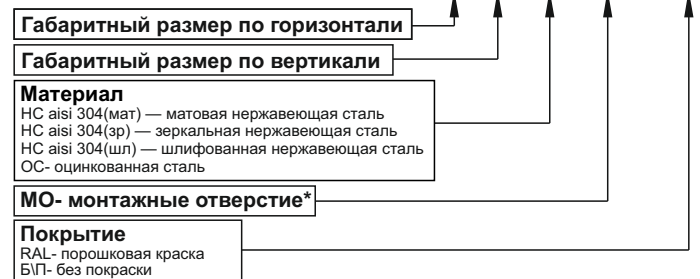 Габаритный размер по горизонтали
Габаритный размер по вертикали
Материал
НС aisi 304(мат) — матовая нержавеющая сталь
НС aisi 304(зр) — зеркальная нержавеющая сталь
НС aisi 304(шл) — шлифованная нержавеющая сталь
ОС- оцинкованная сталь
МО- монтажные отверстие*
Покрытие
RAL- порошковая краска
Б\П- без покраски